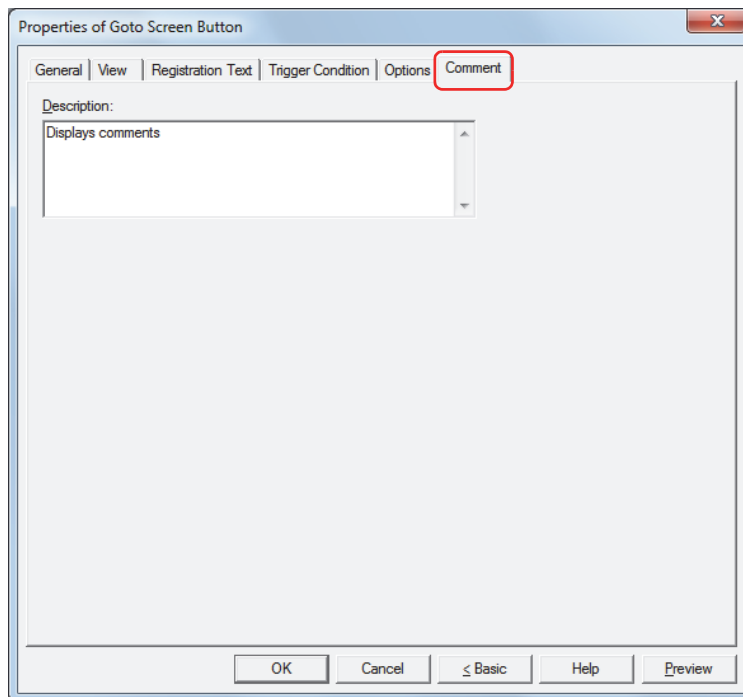 Properties of Goto Screen Button
General View Registration Text Trigger Condition Options Comment
Description:
Displays comments
OK Cancel < Basic Help Preview